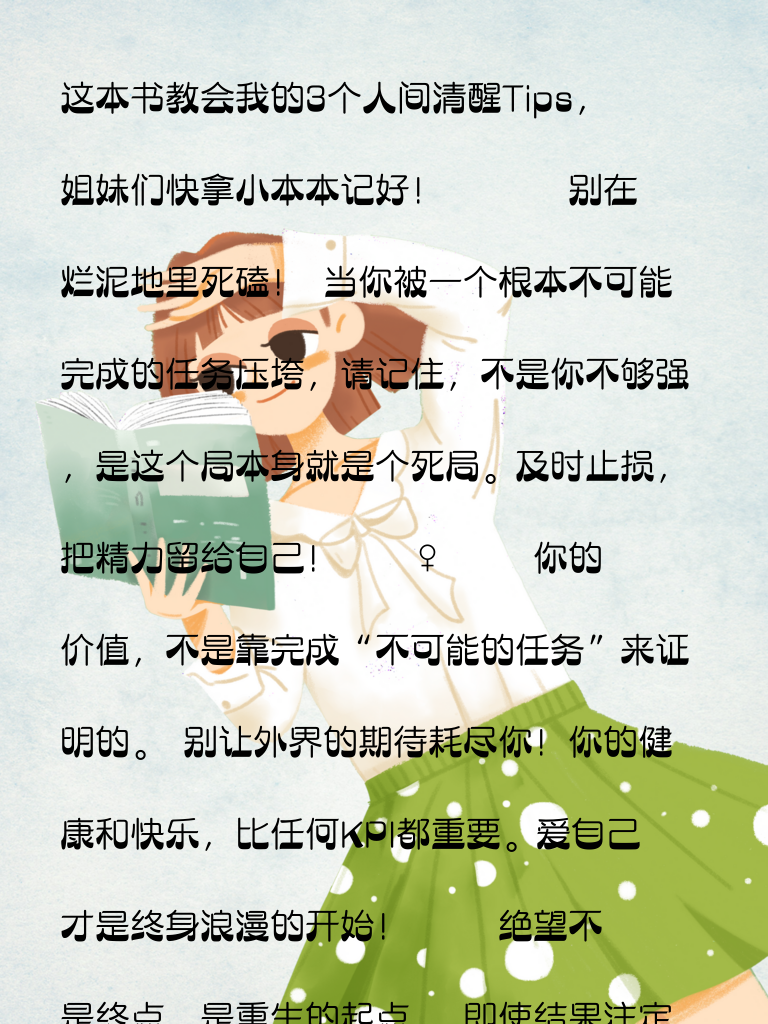 这本书教会我的3个人间清醒Tips，
姐妹们快拿小本本记好！ 别在
烂泥地里死磕！ 当你被一个根本不可能
完成的任务压垮，请记住，不是你不够强
，是这个局本身就是个死局。及时止损，
把精力留给自己！ ♀ 你的
价值，不是靠完成“不可能的任务”来证
明的。 别让外界的期待耗尽你！你的健
康和快乐，比任何KPI都重要。爱自己
才是终身浪漫的开始！ 绝望不
是终点，是重生的起点。 即使结果注定